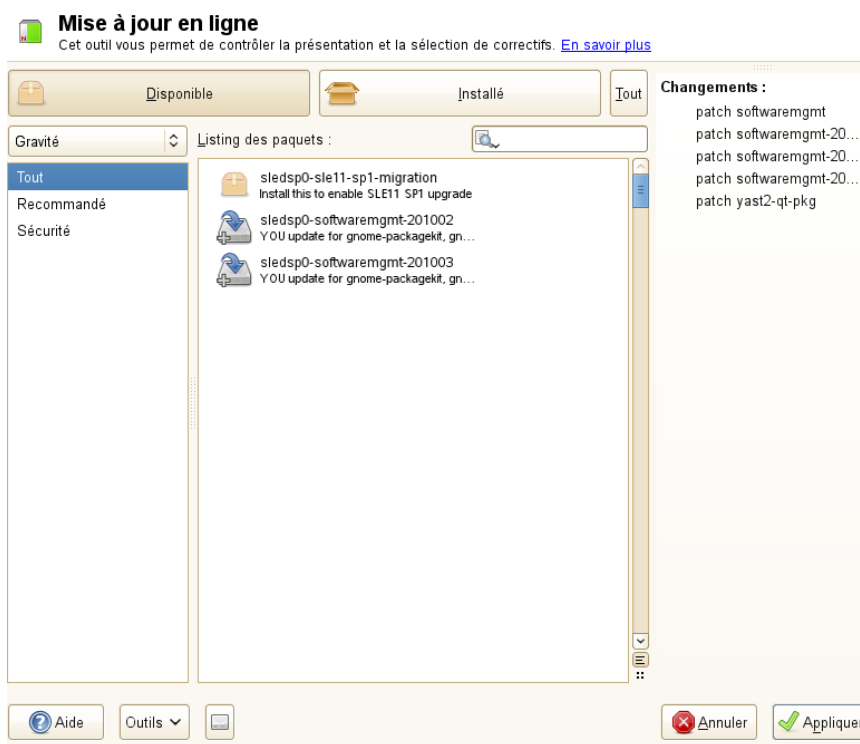 Mise à jour en ligne
Cet outil vous permet de contrôler la présentation et la sélection de correctifs. En savoir plus
Disponible
Installé
Tout
Gravité
Listing des paquets :
Tout
Recommandé
Sécurité
sledsp0-sle11-sp1-migration
Install this to enable SLE11 SP1 upgrade
sledsp0-softwaremgmt-201002
YOU update for gnome-packagekit, gn...
sledsp0-softwaremgmt-201003
YOU update for gnome-packagekit, gn...
Changements :
patch softwaremgmt
patch softwaremgmt-20...
patch softwaremgmt-20...
patch softwaremgmt-20...
patch yast2-qt-pkg
Aide
Outils
Annuler
Appliquer